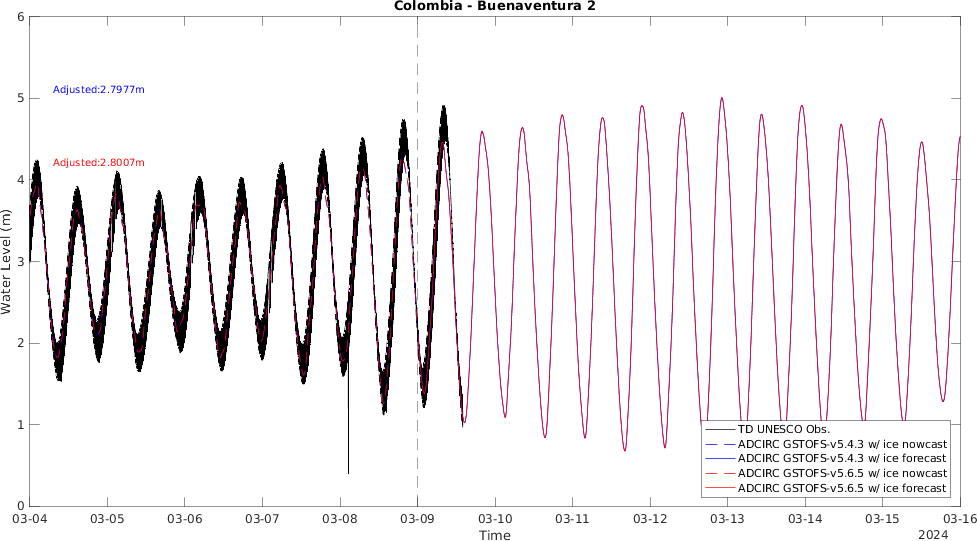 Colombia - Buenaventura 2
6
5
4
3
2
1
0
Water Level (m)
Adjusted:2.7977m
Adjusted:2.8007m
TD UNESCO Obs.
ADCIRC GSTOFS-v5.4.3 w/ ice nowcast
ADCIRC GSTOFS-v5.4.3 w/ ice forecast
ADCIRC GSTOFS-v5.6.5 w/ ice nowcast
ADCIRC GSTOFS-v5.6.5 w/ ice forecast
03-04 03-05 03-06 03-07 03-08 03-09 03-10 03-11 03-12 03-13 03-14 03-15 03-16
Time
2024